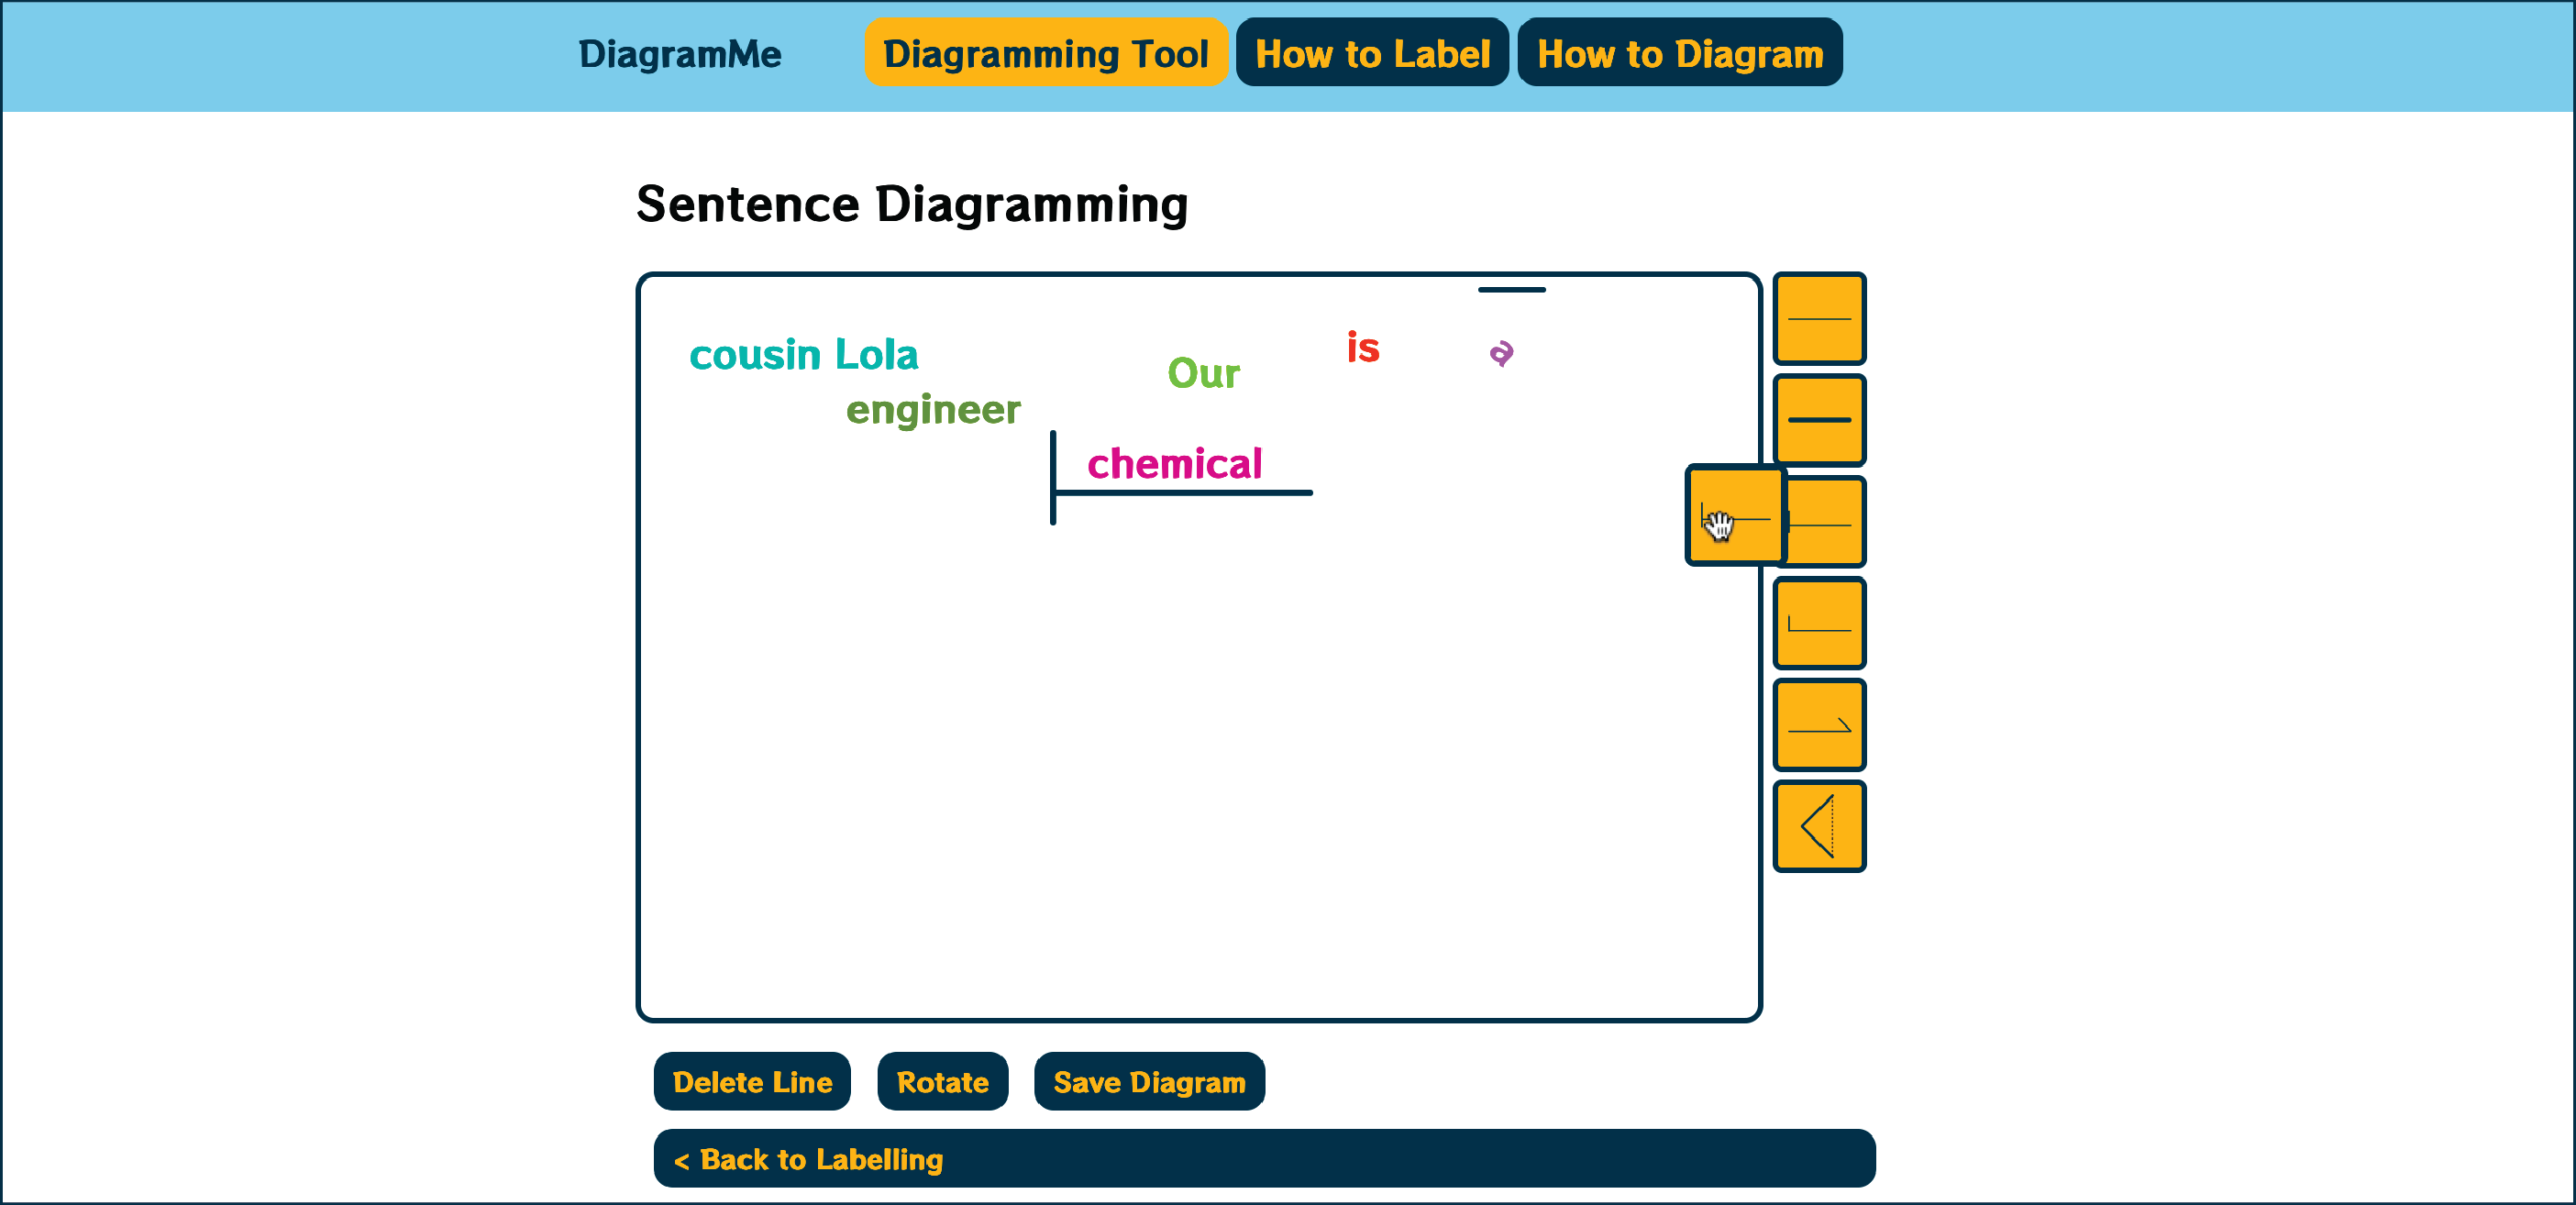 DiagramMe
Diagramming Tool
How to Label
How to Diagram
Sentence Diagramming
cousin Lola
Our
is
a
engineer
chemical
Delete Line
Rotate
Save Diagram
< Back to Labelling